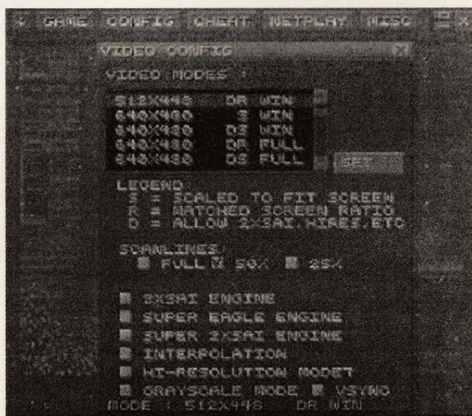 GAME CONFIG CHEAT NETPLAY MISC
VIDEO CONFIG
VIDEO MODES :
512X448 DR WIN
640X480 S WIN
640X480 DS WIN
640X480 DR FULL
640X480 DS FULL
SET
LEGEND:
S = SCALED TO FIT SCREEN
R = MATCHED SCREEN RATIO
D = ALLOW 2XSAI,HIRES,ETC
SCANLINES:
FULL 50% 25%
2XSAI ENGINE
SUPER EAGLE ENGINE
SUPER 2XSAI ENGINE
INTERPOLATION
HI-RESOLUTION MODE7
GRAYSCALE MODE VSYNC
MODE : 512X448 DR WIN